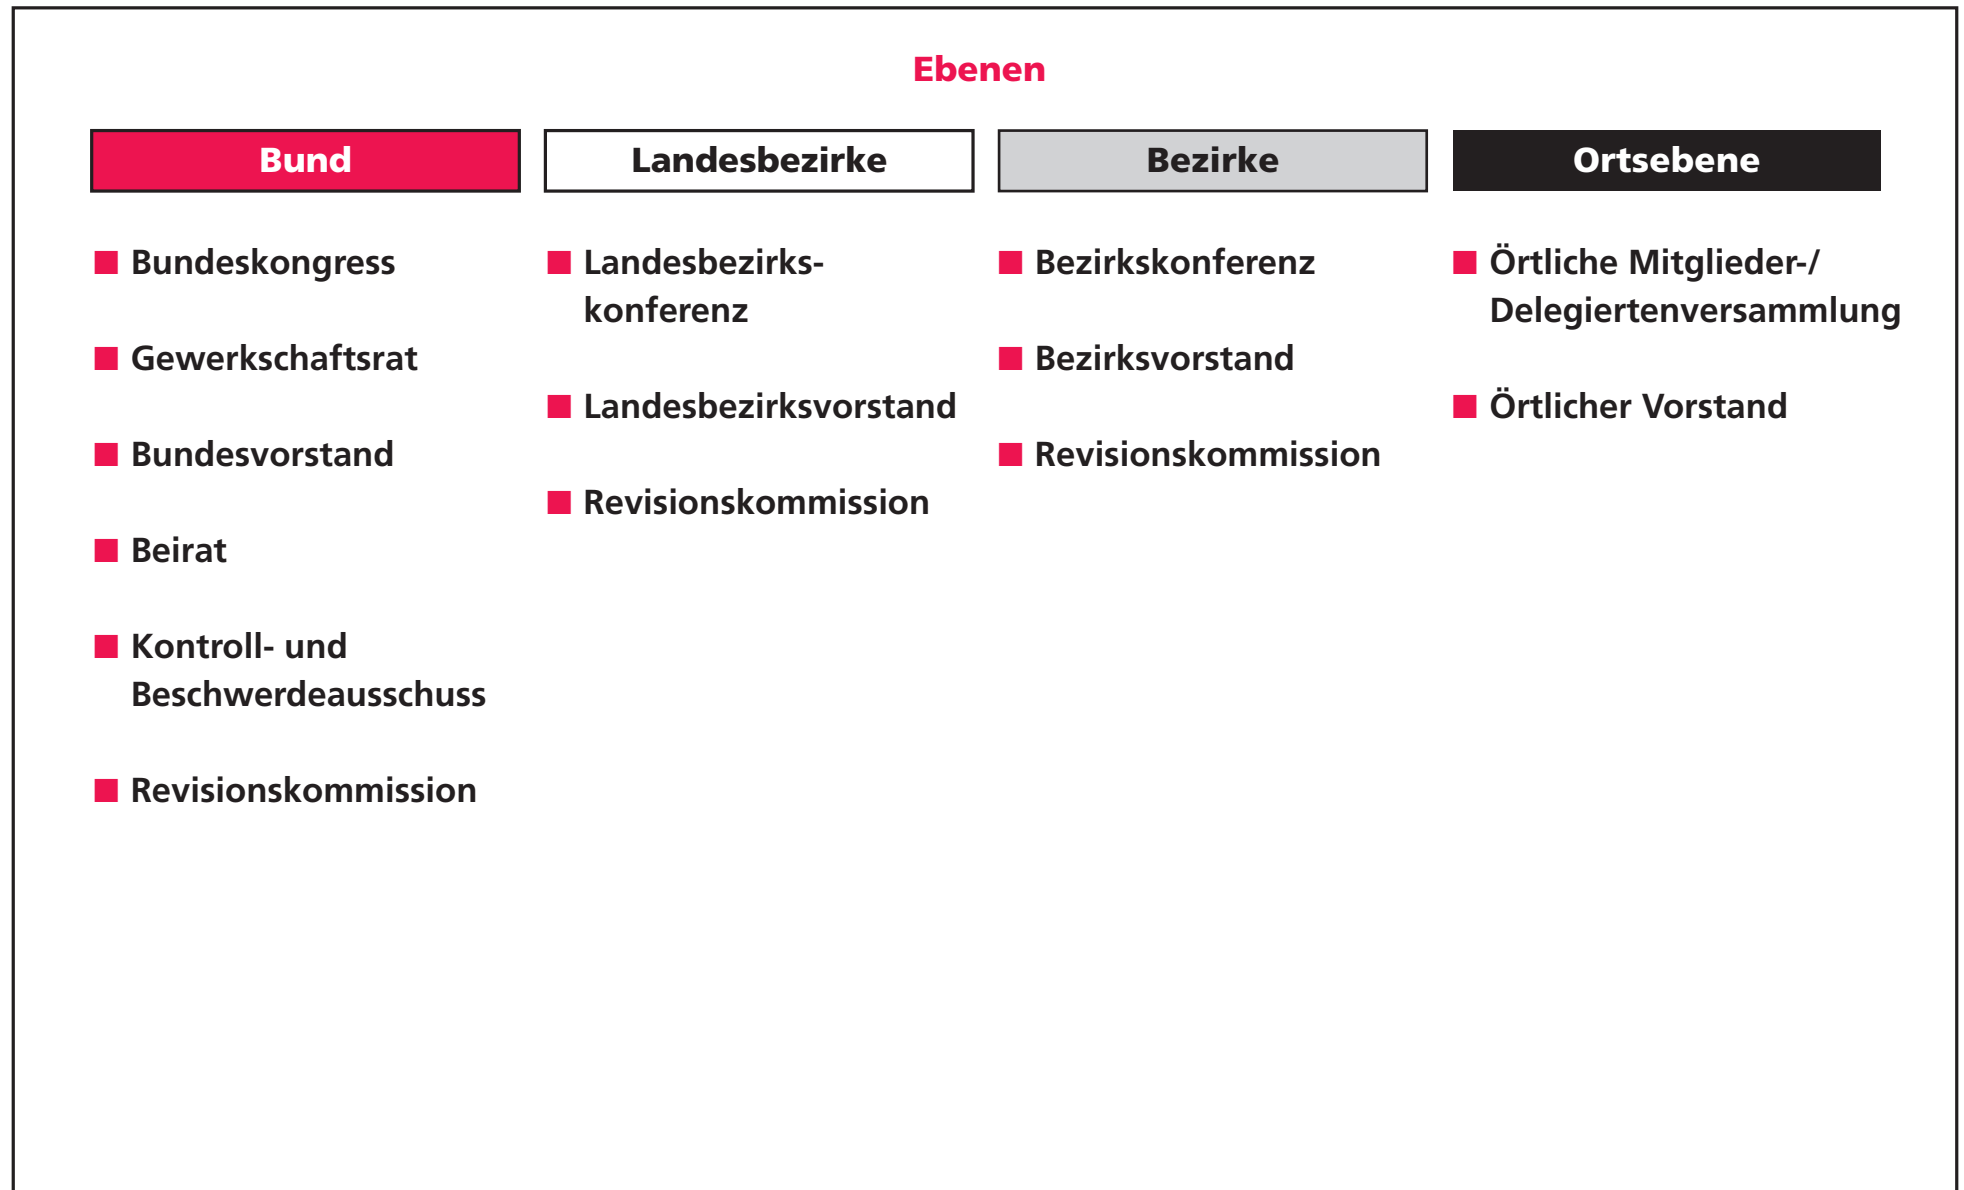 Ebenen
Bund
Landesbezirke
Bezirke
Ortsebene
Bundeskongress
Gewerkschaftsrat
Bundesvorstand
Beirat
Kontroll- und
Beschwerdeausschuss
Revisionskommission
Landesbezirks-
konferenz
Landesbezirksvorstand
Revisionskommission
Bezirkskonferenz
Bezirksvorstand
Revisionskommission
Örtliche Mitglieder-/
Delegiertenversammlung
Örtlicher Vorstand